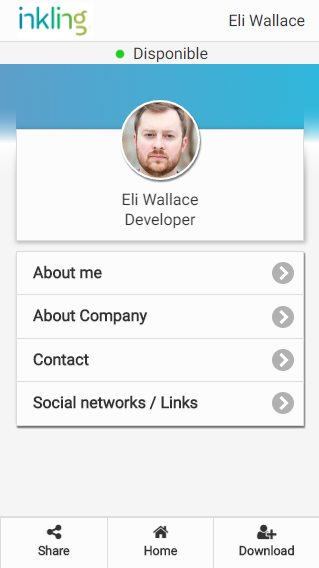 inkling
Eli Wallace
Disponible
Eli Wallace
Developer
About me
About Company
Contact
Social networks / Links
Share
Home
Download